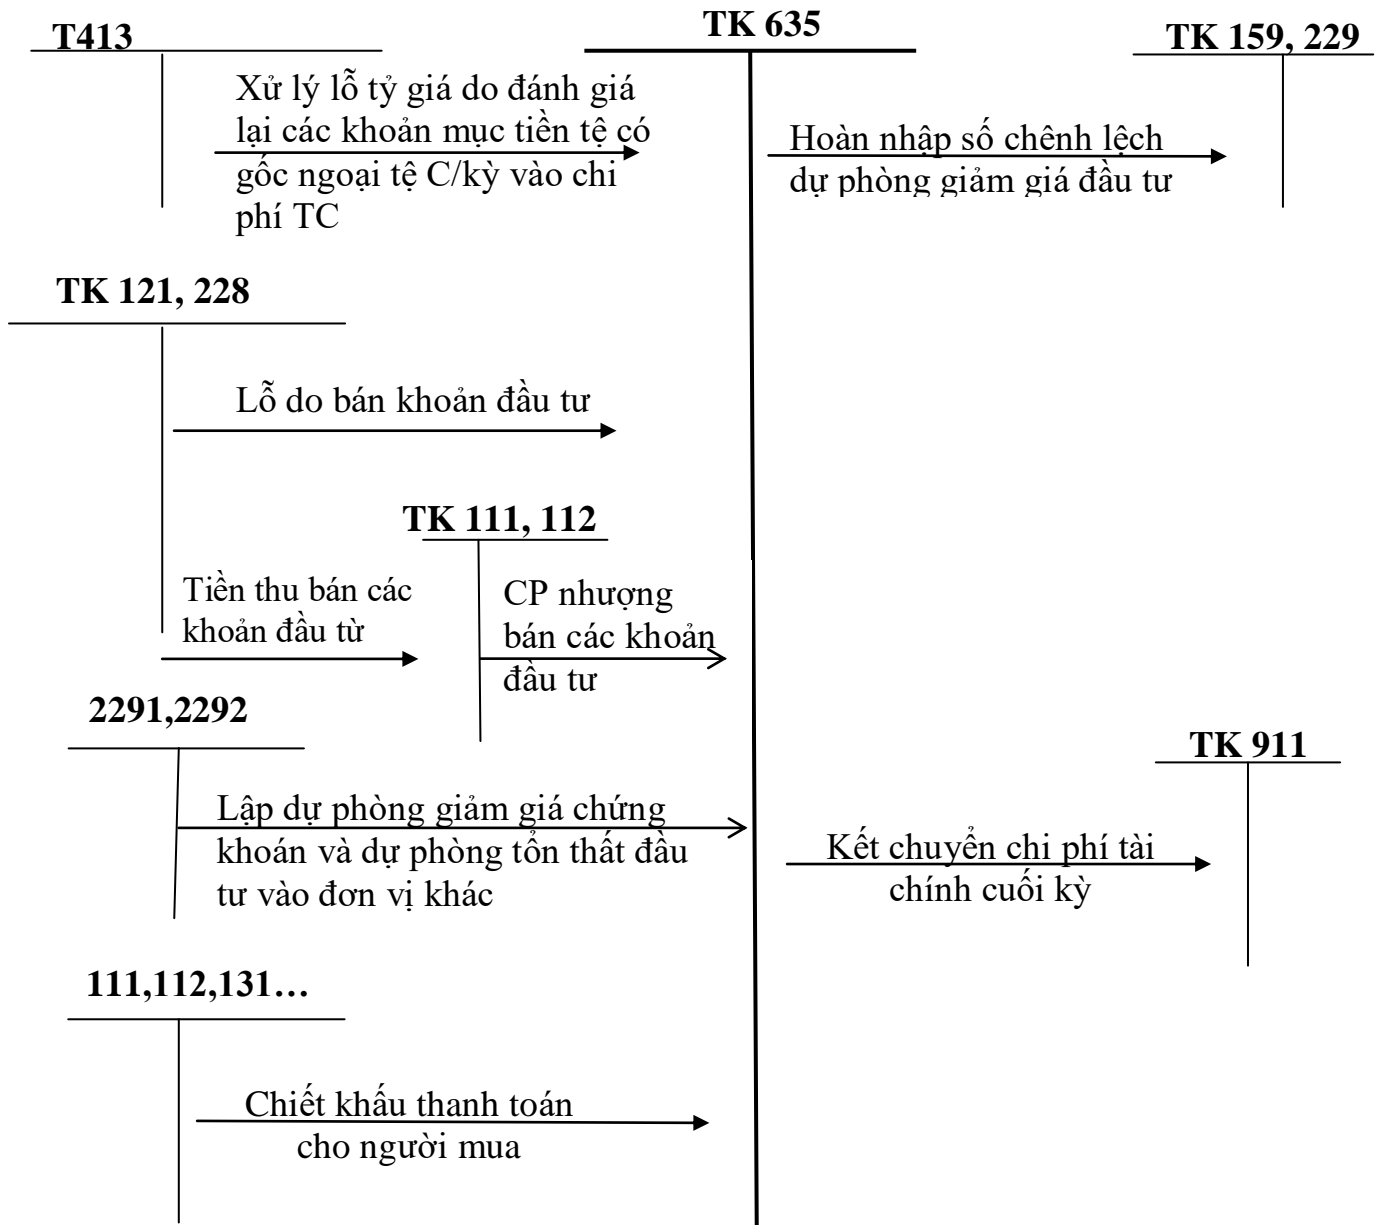 T413
TK 635
TK 159, 229
Xử lý lỗ tỷ giá do đánh giá
lại các khoản mục tiền tệ có
gốc ngoại tệ C/kỳ vào chi
phí TC
Hoàn nhập số chênh lệch
dự phòng giảm giá đầu tư
TK 121, 228
Lỗ do bán khoản đầu tư
TK 111, 112
Tiền thu bán các
khoản đầu từ
CP nhượng
bán các khoản
đầu tư
2291,2292
TK 911
Lập dự phòng giảm giá chứng
khoán và dự phòng tổn thất đầu
tư vào đơn vị khác
Kết chuyển chi phí tài
chính cuối kỳ
111,112,131…
Chiết khấu thanh toán
cho người mua